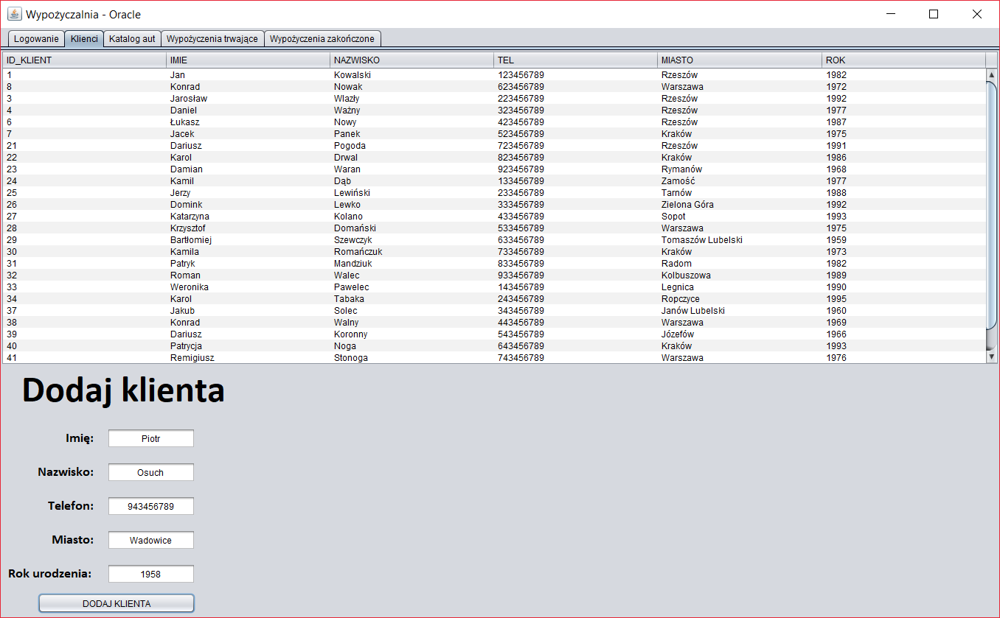 Wypożyczalnia - Oracle
Logowanie Klienci Katalog aut Wypożyczenia trwające Wypożyczenia zakończone
ID_KLIENT IMIE NAZWISKO TEL MIASTO ROK
1 Jan Kowalski 123456789 Rzeszów 1982
8 Konrad Nowak 623456789 Warszawa 1972
3 Jarosław Wlazły 223456789 Rzeszów 1992
4 Daniel Ważny 323456789 Rzeszów 1977
6 Łukasz Nowy 423456789 Rzeszów 1987
7 Jacek Panek 523456789 Kraków 1975
21 Dariusz Pogoda 723456789 Rzeszów 1991
22 Karol Drwal 823456789 Kraków 1986
23 Damian Waran 923456789 Rymanów 1968
24 Kamil Dąb 133456789 Zamość 1977
25 Jerzy Lewiński 233456789 Tarnów 1988
26 Domink Lewko 333456789 Zielona Góra 1992
27 Katarzyna Kolano 433456789 Sopot 1993
28 Krzysztof Domański 533456789 Warszawa 1975
29 Bartłomiej Szewczyk 633456789 Tomaszów Lubelski 1959
30 Kamila Romańczuk 733456789 Kraków 1973
31 Patryk Mandziuk 833456789 Radom 1982
32 Roman Walec 933456789 Kolbuszowa 1989
33 Weronika Pawelec 143456789 Legnica 1990
34 Karol Tabaka 243456789 Ropczyce 1995
37 Jakub Solec 343456789 Janów Lubelski 1960
38 Konrad Walny 443456789 Warszawa 1969
39 Dariusz Koronny 543456789 Józefów 1966
40 Patrycja Noga 643456789 Kraków 1993
41 Remigiusz Stonoga 743456789 Warszawa 1976
Dodaj klienta
Imię: Piotr
Nazwisko: Osuch
Telefon: 943456789
Miasto: Wadowice
Rok urodzenia: 1958
DODAJ KLIENTA